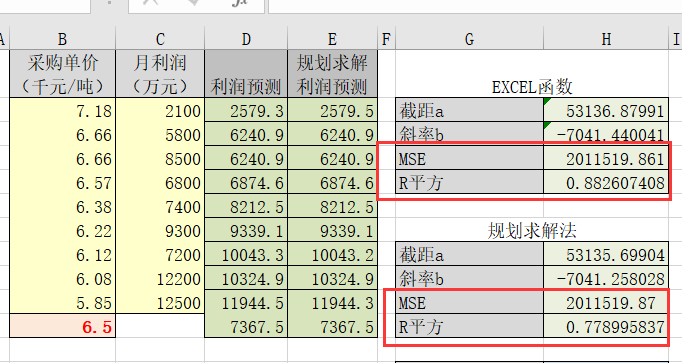 A B C D E F G H I
采购单价 月利润 规划求解
（千元/吨） （万元） 利润预测 利润预测 EXCEL函数
7.18 2100 2579.3 2579.5 截距a 53136.87991
6.66 5800 6240.9 6240.9 斜率b -7041.440041
6.66 8500 6240.9 6240.9 MSE 2011519.861
6.57 6800 6874.6 6874.6 R平方 0.882607408
6.38 7400 8212.5 8212.5
6.22 9300 9339.1 9339.1 规划求解法
6.12 7200 10043.3 10043.2 截距a 53135.69904
6.08 12200 10324.9 10324.9 斜率b -7041.258028
5.85 12500 11944.5 11944.3 MSE 2011519.87
6.5 7367.5 7367.5 R平方 0.778995837